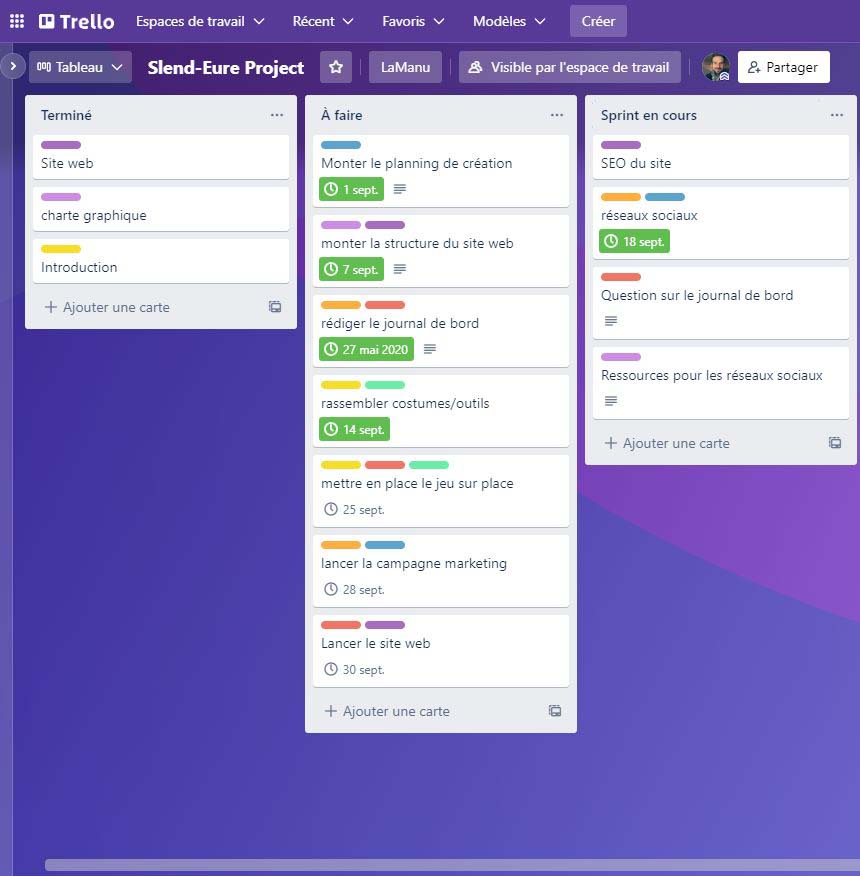 Trello
Espaces de travail
Récent
Favoris
Modèles
Créer
Tableau
Slend-Eure Project
LaManu
Visible par l'espace de travail
Partager
Terminé
Site web
charte graphique
Introduction
Ajouter une carte
À faire
Monter le planning de création
1 sept.
monter la structure du site web
7 sept.
rédiger le journal de bord
27 mai 2020
rassembler costumes/outils
14 sept.
mettre en place le jeu sur place
25 sept.
lancer la campagne marketing
28 sept.
Lancer le site web
30 sept.
Ajouter une carte
Sprint en cours
SEO du site
réseaux sociaux
18 sept.
Question sur le journal de bord
Ressources pour les réseaux sociaux
Ajouter une carte